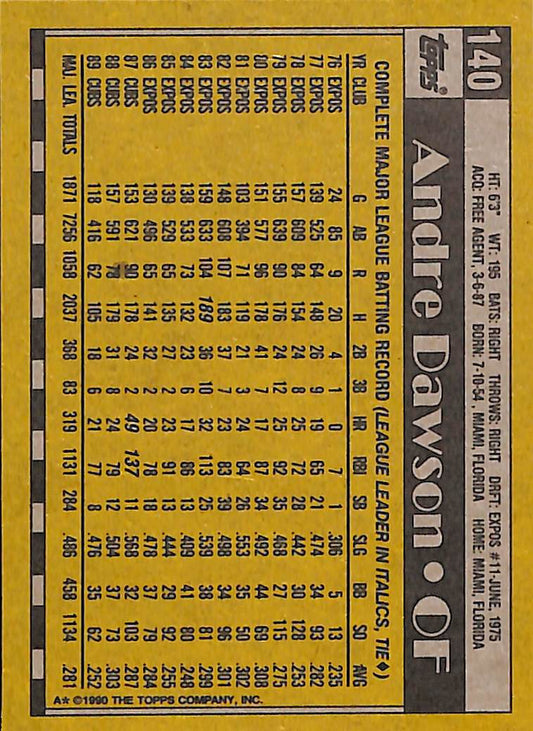 140
Topps
HT: 6'3" WT: 195 BATS: RIGHT THROWS: RIGHT DRFT: EXPOS #11-JUNE, 1975
ACQ: FREE AGENT, 3-6-87 BORN: 7-10-54, MIAMI, FLORIDA HOME: MIAMI, FLORIDA
Andre Dawson • OF
COMPLETE MAJOR LEAGUE BATTING RECORD (LEAGUE LEADER IN ITALICS, TIE♦)
YR CLUB G AB R H 2B 3B HR RBI SB SLG BB SO AVG
76 EXPOS 24 85 9 20 4 1 0 7 1 .306 5 13 .235
77 EXPOS 139 525 64 148 26 9 19 65 21 .474 34 93 .282
78 EXPOS 157 609 84 154 24 8 25 72 28 .442 30 128 .253
79 EXPOS 155 639 90 176 24 12 25 92 35 .468 27 115 .275
80 EXPOS 151 577 96 178 41 7 17 87 34 .492 44 69 .308
81 EXPOS 103 394 71 119 21 3 24 64 26 .553 35 50 .302
82 EXPOS 148 608 107 183 37 7 23 83 39 .498 34 96 .301
83 EXPOS 159 633 104 189 36 10 32 113 25 .539 38 81 .299
84 EXPOS 138 533 73 132 23 6 17 86 13 .409 41 80 .248
85 EXPOS 139 529 65 135 27 2 23 91 13 .444 29 92 .255
86 EXPOS 130 496 65 141 32 2 20 78 18 .478 37 79 .284
87 CUBS 153 621 90 178 24 2 49 137 11 .568 32 103 .287
88 CUBS 157 591 78 179 31 8 24 79 12 .504 37 73 .303
89 CUBS 118 416 62 105 18 6 21 77 8 .476 35 62 .252
MAJ. LEA. TOTALS 1871 7256 1058 2037 368 83 319 1131 284 .486 458 1134 .281
A* ©1990 THE TOPPS COMPANY, INC.